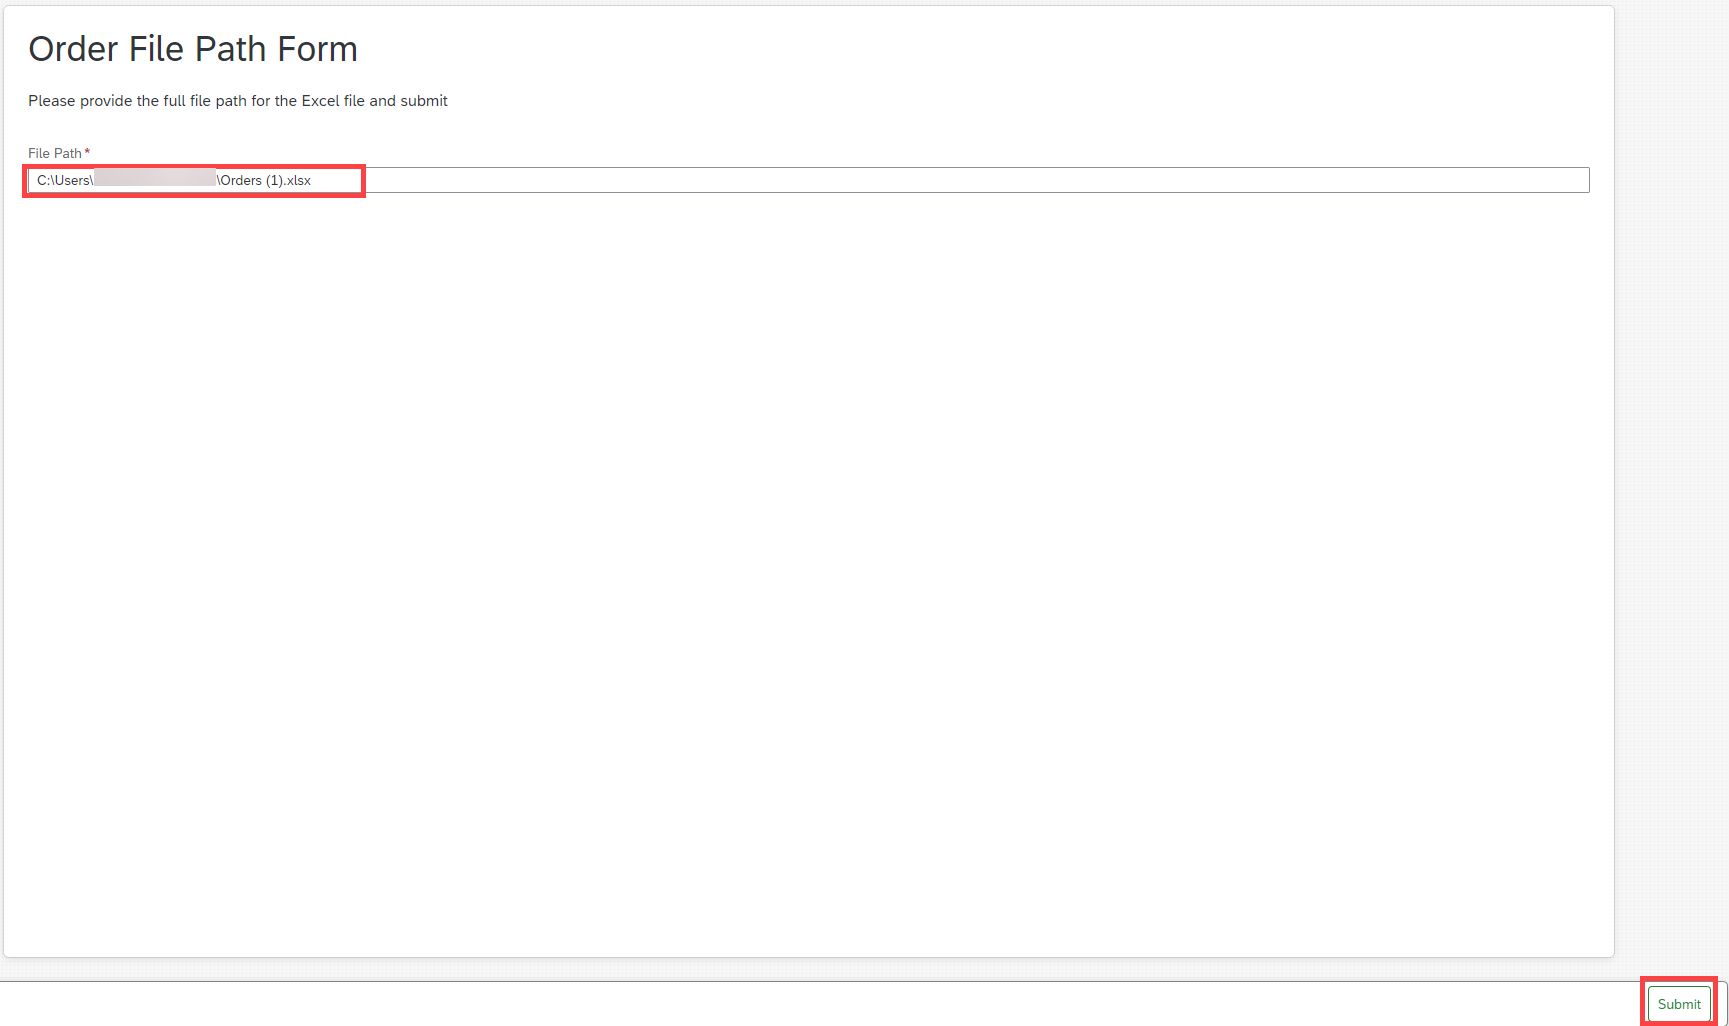 Order File Path Form
Please provide the full file path for the Excel file and submit
File Path*
C:\Users\ \Orders (1).xlsx
Submit